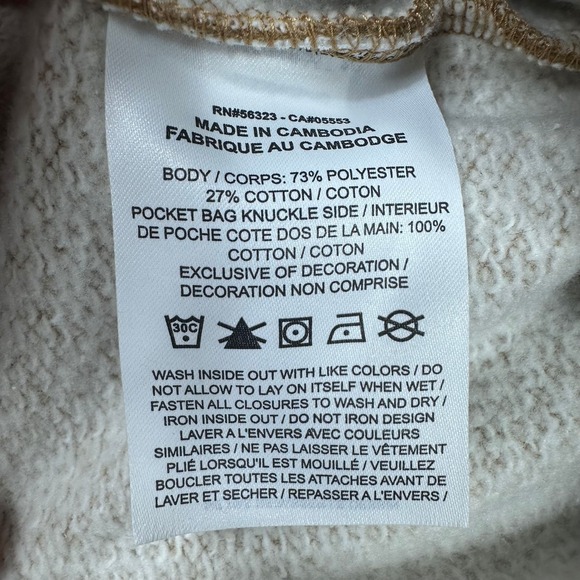 RN#56323 - CA#05553
MADE IN CAMBODIA
FABRIQUE AU CAMBODGE
BODY / CORPS: 73% POLYESTER
27% COTTON / COTON
POCKET BAG KNUCKLE SIDE / INTERIEUR
DE POCHE COTE DOS DE LA MAIN: 100%
COTTON / COTON
EXCLUSIVE OF DECORATION /
DECORATION NON COMPRISE
30C
WASH INSIDE OUT WITH LIKE COLORS / DO
NOT ALLOW TO LAY ON ITSELF WHEN WET /
FASTEN ALL CLOSURES TO WASH AND DRY /
IRON INSIDE OUT / DO NOT IRON DESIGN
LAVER A L'ENVERS AVEC COULEURS
SIMILAIRES / NE PAS LAISSER LE VÊTEMENT
PLIÉ LORSQU'IL EST MOUILLÉ / VEUILLEZ
BOUCLER TOUTES LES ATTACHES AVANT DE
LAVER ET SECHER / REPASSER A L'ENVERS /